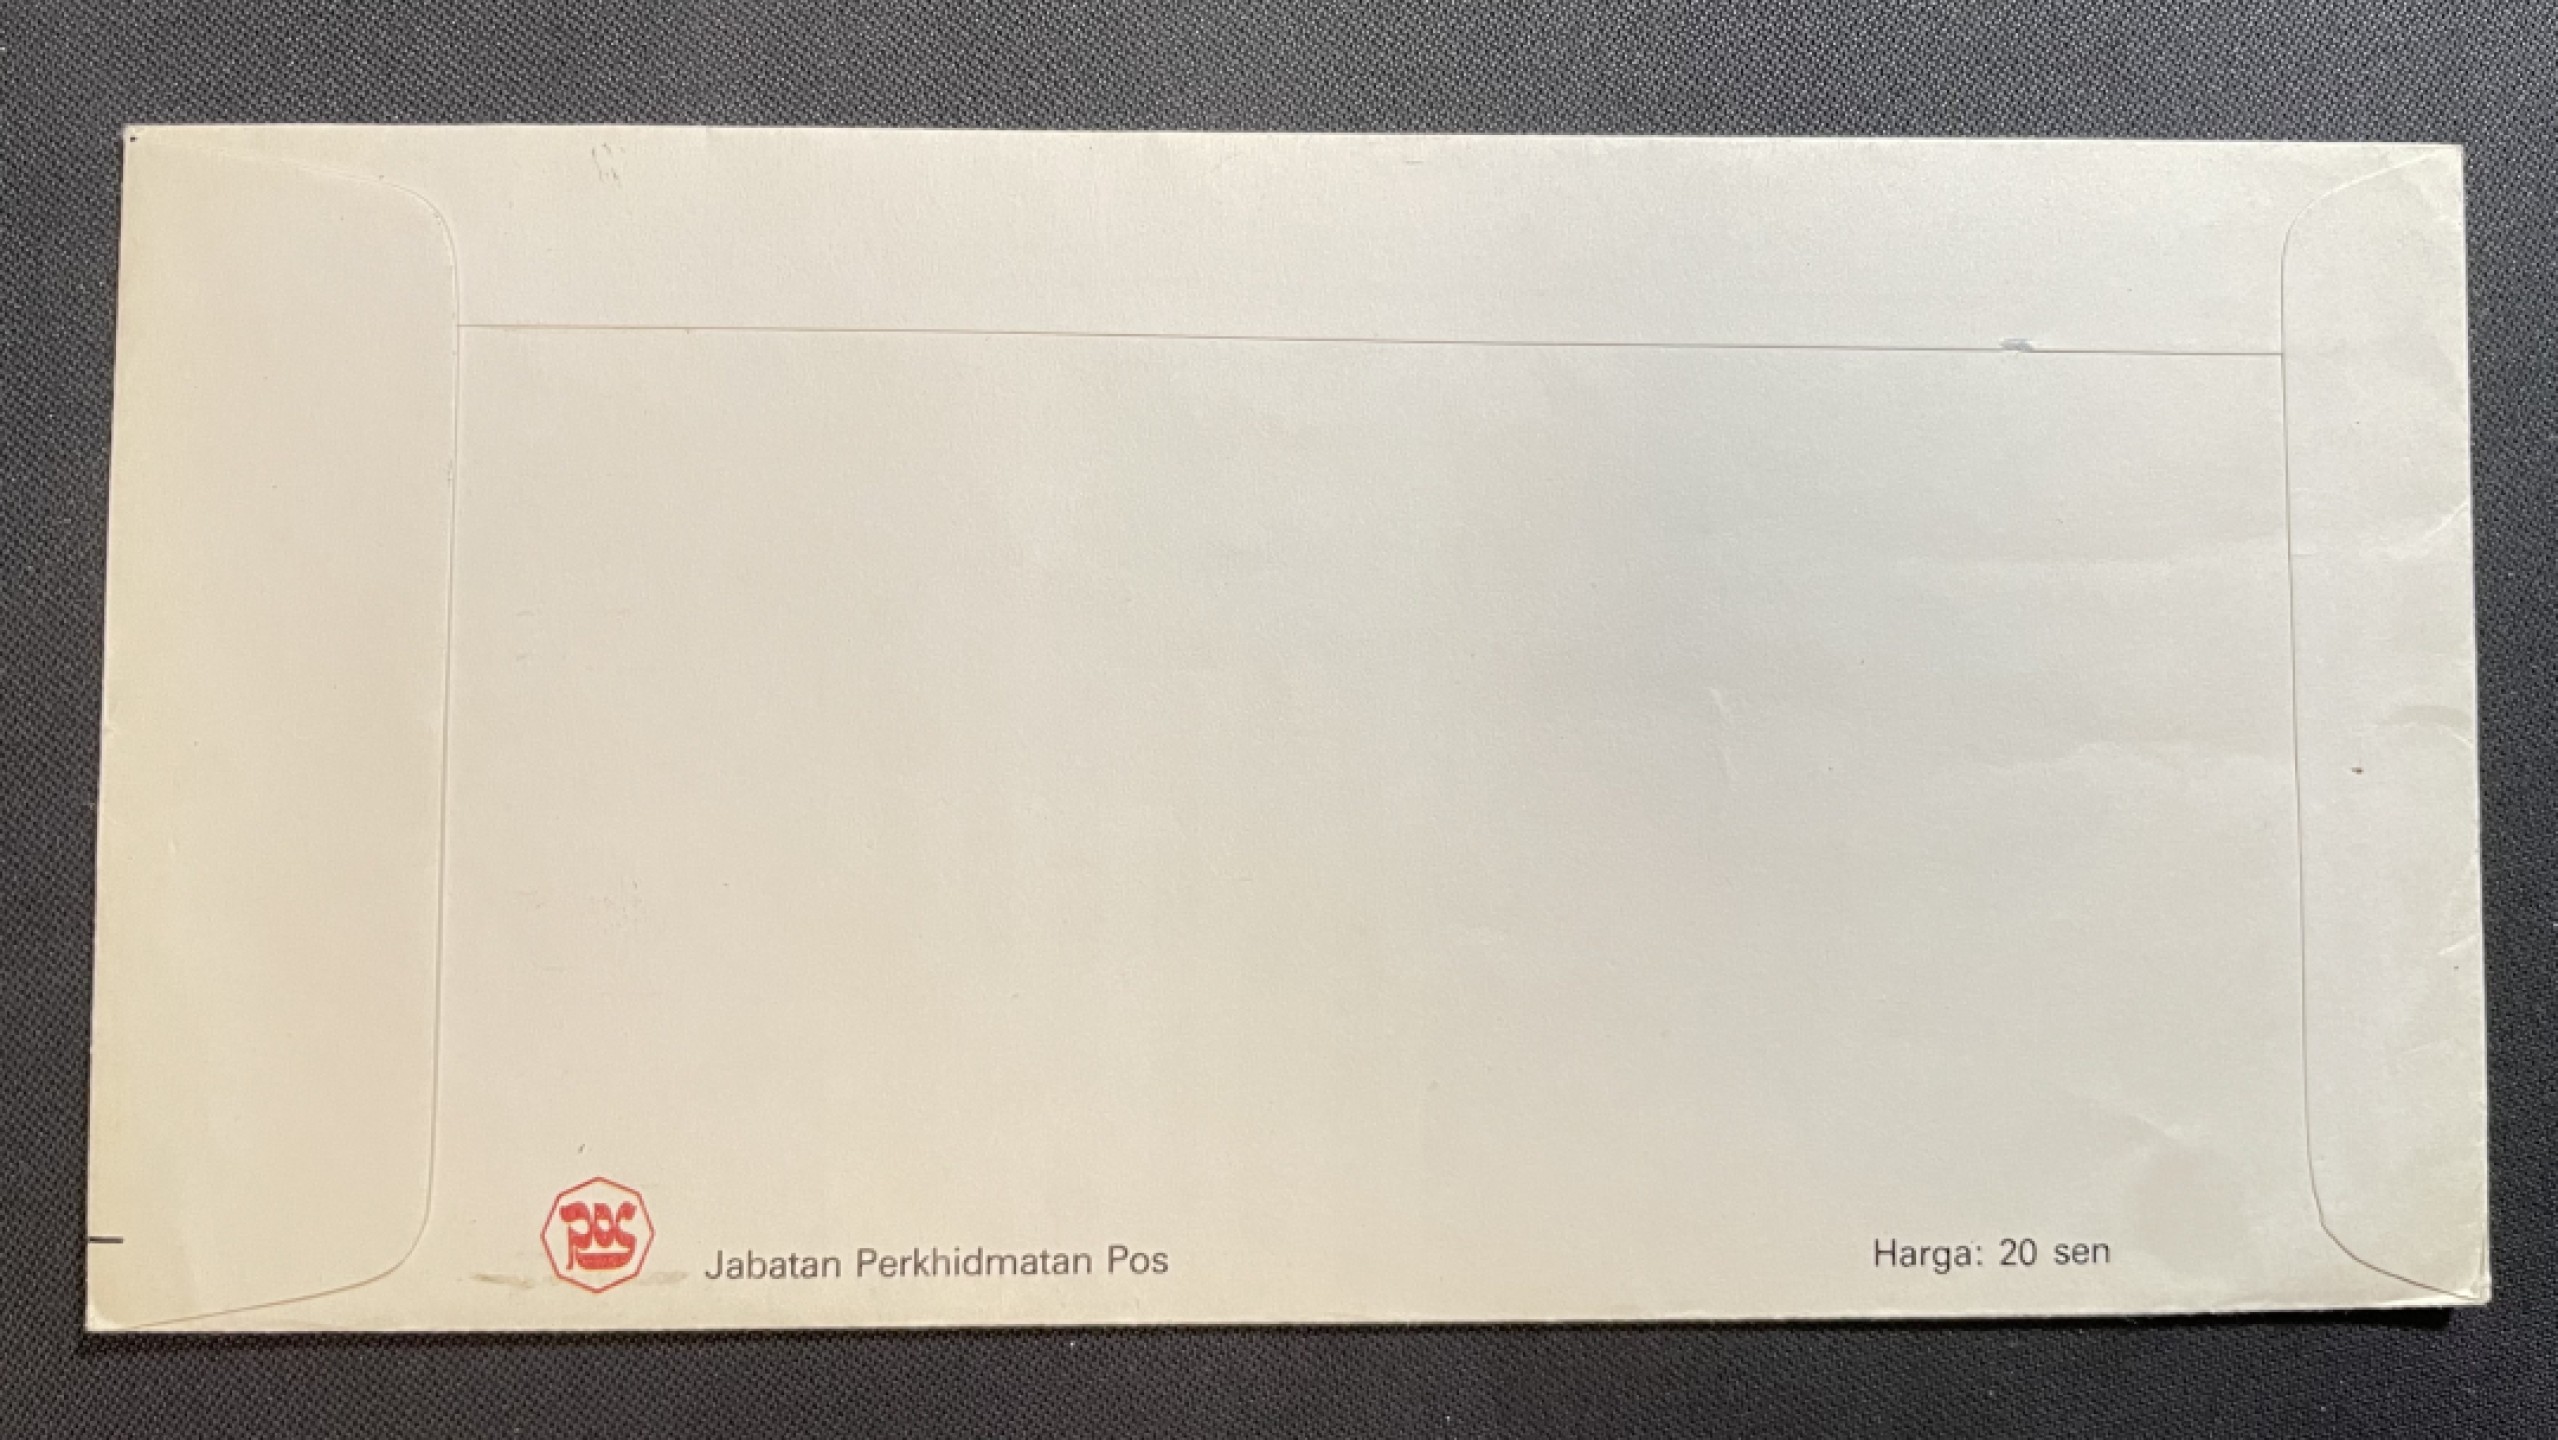 pos
Jabatan Perkhidmatan Pos
Harga: 20 sen